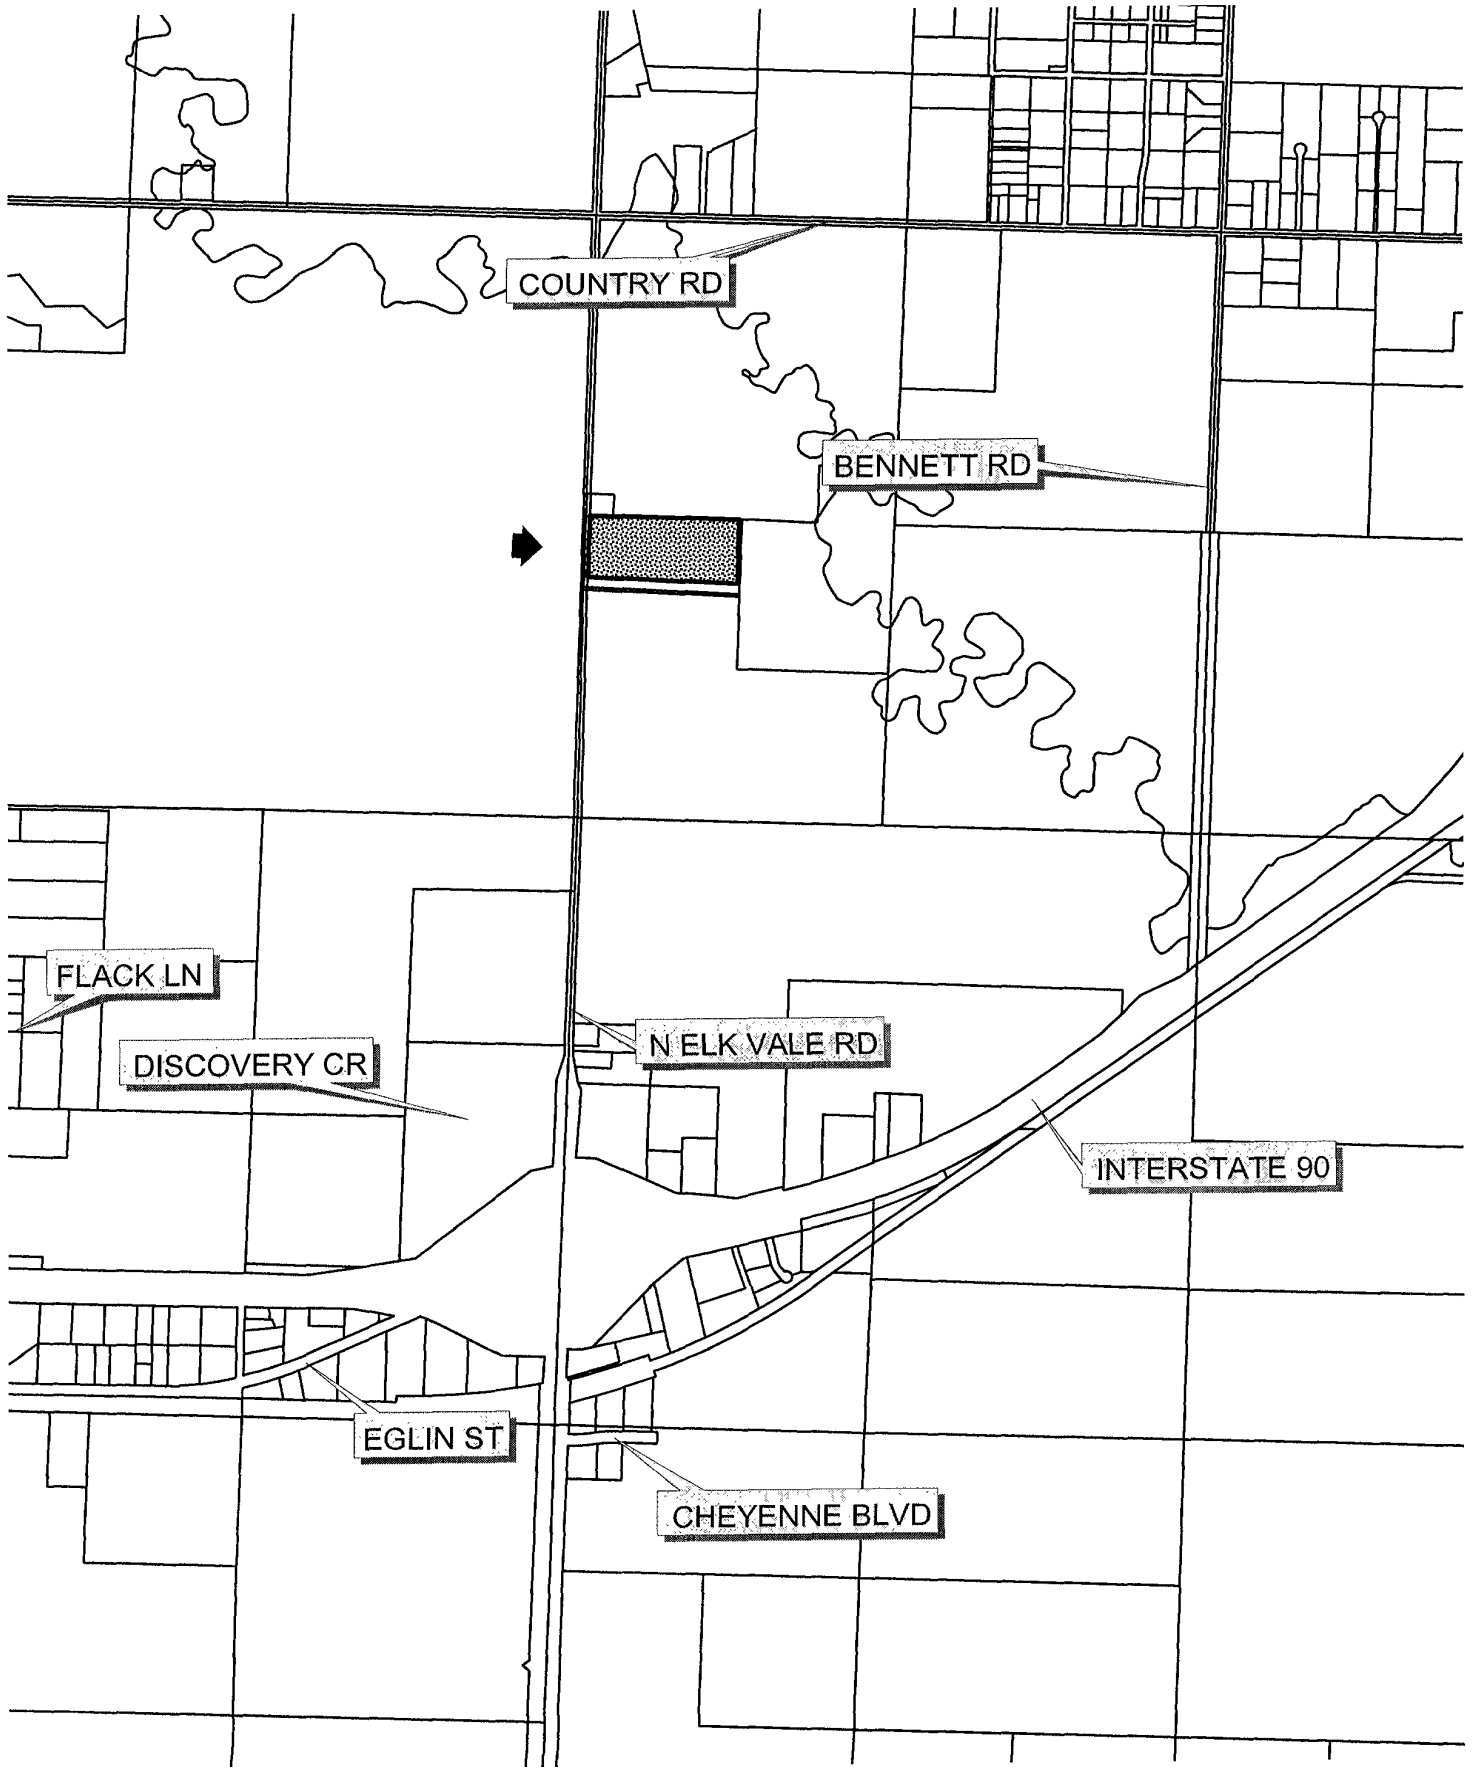 COUNTRY RD
BENNETT RD
FLACK LN
N ELK VALE RD
DISCOVERY CR
INTERSTATE 90
EGLIN ST
CHEYENNE BLVD